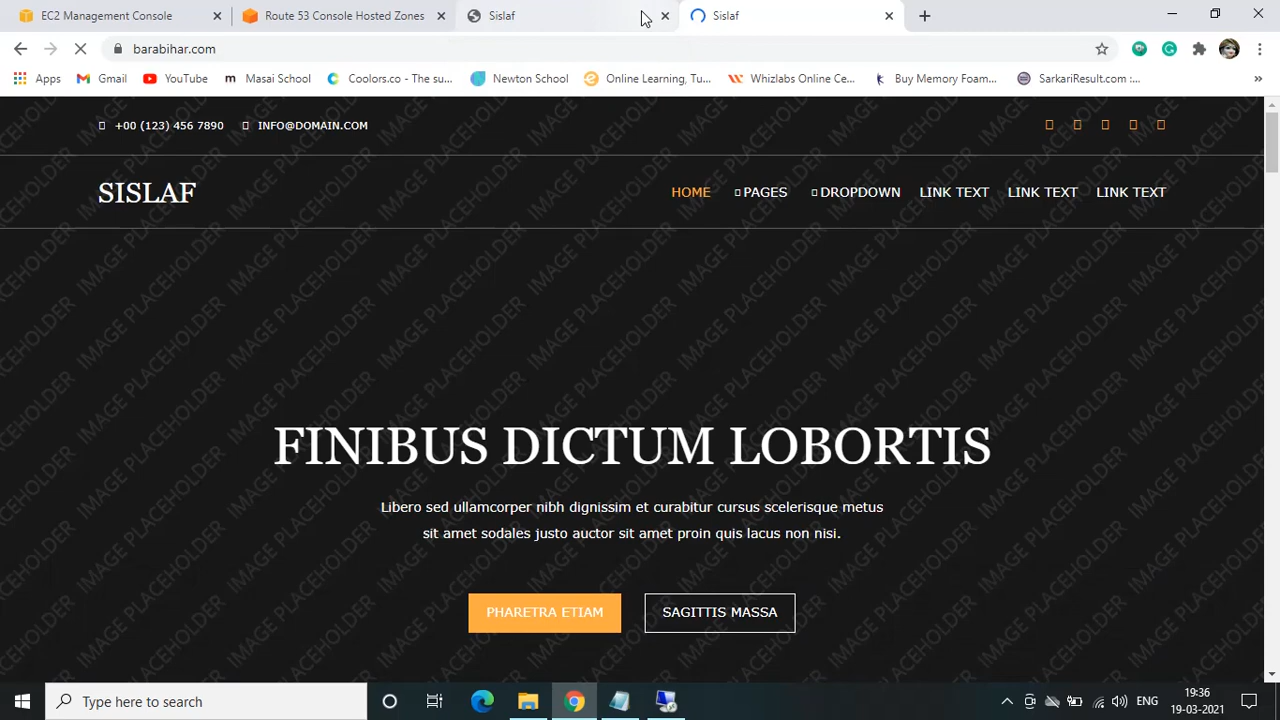 EC2 Management Console
Route 53 Console Hosted Zones
Sislaf
Sislaf
barabihar.com
Apps
Gmail
YouTube
m Masai School
Coolors.co - The su...
Newton School
Online Learning, Tu...
Whizlabs Online Ce...
Buy Memory Foam...
SarkariResult.com :...
»
+00 (123) 456 7890
INFO@DOMAIN.COM
SISLAF
HOME
PAGES
DROPDOWN
LINK TEXT
LINK TEXT
LINK TEXT
IMAGE PLACEHOLDER
FINIBUS DICTUM LOBORTIS
Libero sed ullamcorper nibh dignissim et curabitur cursus scelerisque metus
sit amet sodales justo auctor sit amet proin quis lacus non nisi.
PHARETRA ETIAM
SAGITTIS MASSA
Type here to search
ENG
19:36
19-03-2021